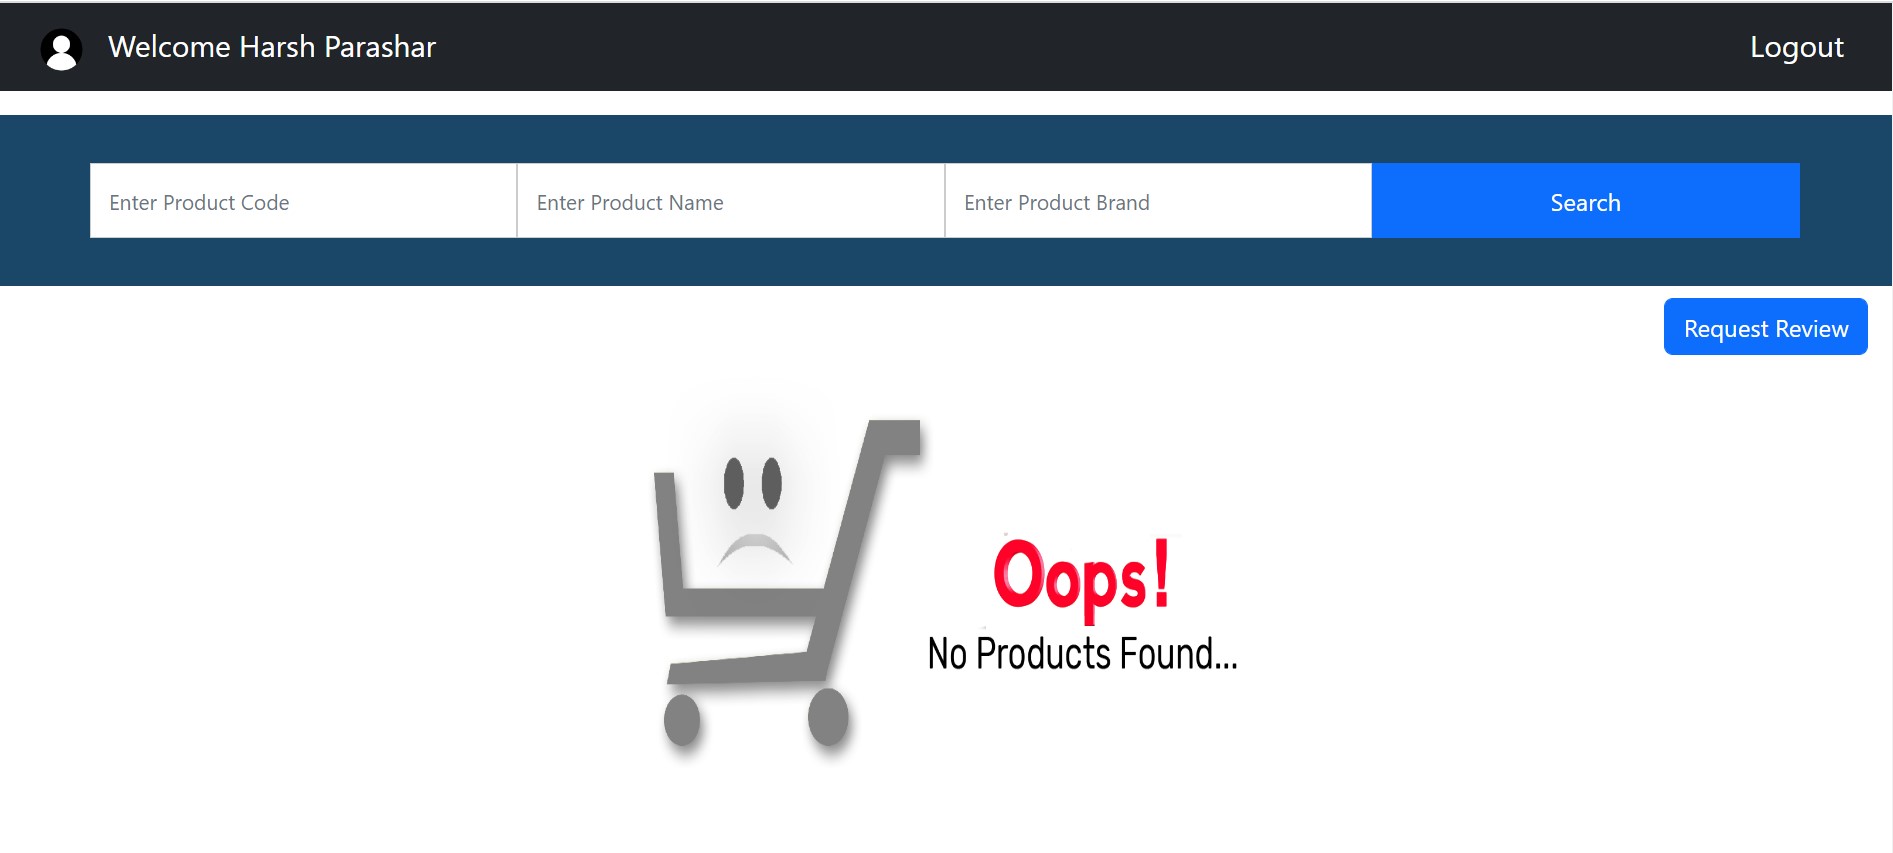 Welcome Harsh Parashar
Logout
Enter Product Code
Enter Product Name
Enter Product Brand
Search
Request Review
Oops!
No Products Found...